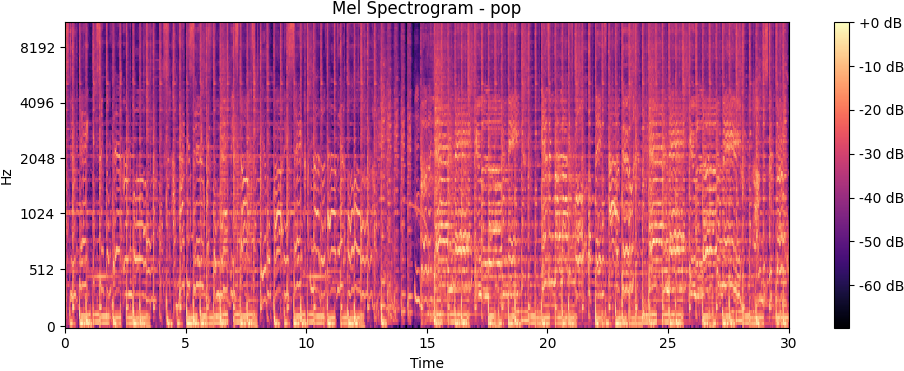 Mel Spectrogram - pop
Hz
8192
4096
2048
1024
512
0
0 5 10 15 20 25 30
Time
+0 dB
-10 dB
-20 dB
-30 dB
-40 dB
-50 dB
-60 dB